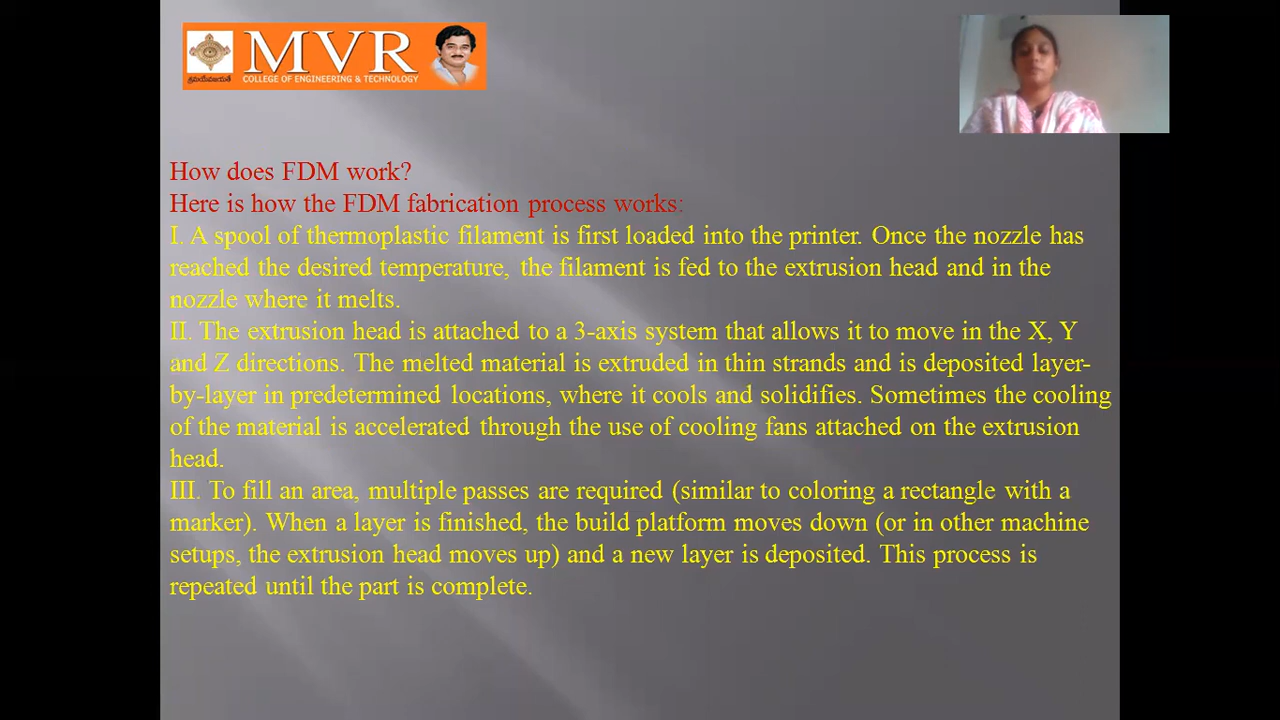 MVR
COLLEGE OF ENGINEERING & TECHNOLOGY
How does FDM work?
Here is how the FDM fabrication process works:
I. A spool of thermoplastic filament is first loaded into the printer. Once the nozzle has
reached the desired temperature, the filament is fed to the extrusion head and in the
nozzle where it melts.
II. The extrusion head is attached to a 3-axis system that allows it to move in the X, Y
and Z directions. The melted material is extruded in thin strands and is deposited layer-
by-layer in predetermined locations, where it cools and solidifies. Sometimes the cooling
of the material is accelerated through the use of cooling fans attached on the extrusion
head.
III. To fill an area, multiple passes are required (similar to coloring a rectangle with a
marker). When a layer is finished, the build platform moves down (or in other machine
setups, the extrusion head moves up) and a new layer is deposited. This process is
repeated until the part is complete.